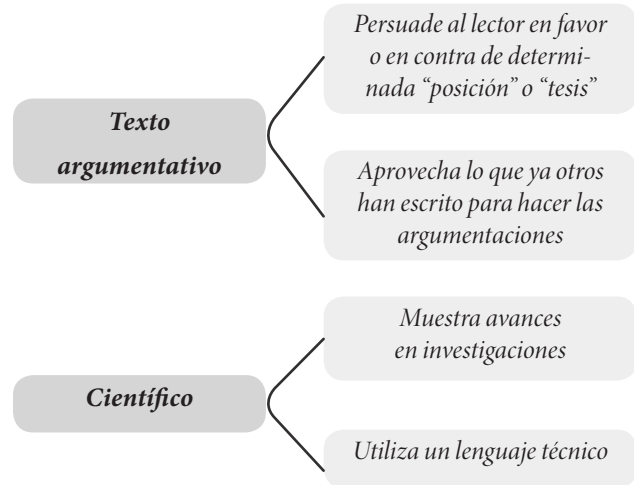 Persuade al lector en favor
o en contra de determi-
nada “posición” o “tesis”
Texto
argumentativo
Aprovecha lo que ya otros
han escrito para hacer las
argumentaciones
Muestra avances
en investigaciones
Científico
Utiliza un lenguaje técnico